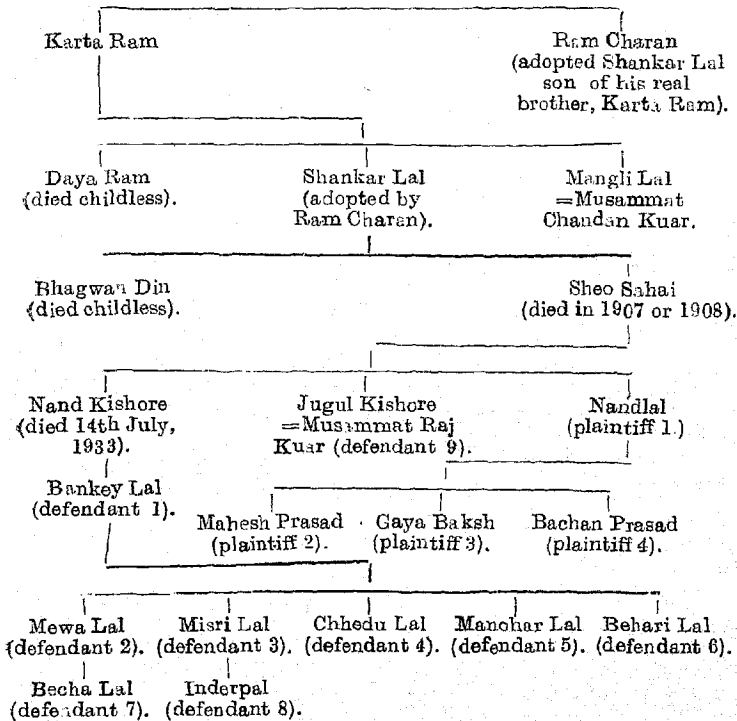 Karta Ram
Ram Charan
(adopted Shankar Lal
son of his real
brother, Karta Ram).
Daya Ram
(died childless).
Shankar Lal
(adopted by
Ram Charan).
Mangli Lal
=Musammat
Chandan Kuar.
Bhagwan Din
(died childless).
Sheo Sahai
(died in 1907 or 1908).
Nand Kishore
(died 14th July,
1933).
Jugul Kishore
=Musammat Raj
Kuar (defendant 9).
Nandlal
(plaintiff 1.)
Bankey Lal
(defendant 1).
Mahesh Prasad
(plaintiff 2).
Gaya Baksh
(plaintiff 3).
Bachan Prasad
(plaintiff 4).
Mewa Lal
(defendant 2).
Misri Lal
(defendant 3).
Chhedu Lal
(defendant 4).
Manohar Lal
(defendant 5).
Behari Lal
(defendant 6).
Becha Lal
(defendant 7).
Inderpal
(defendant 8).